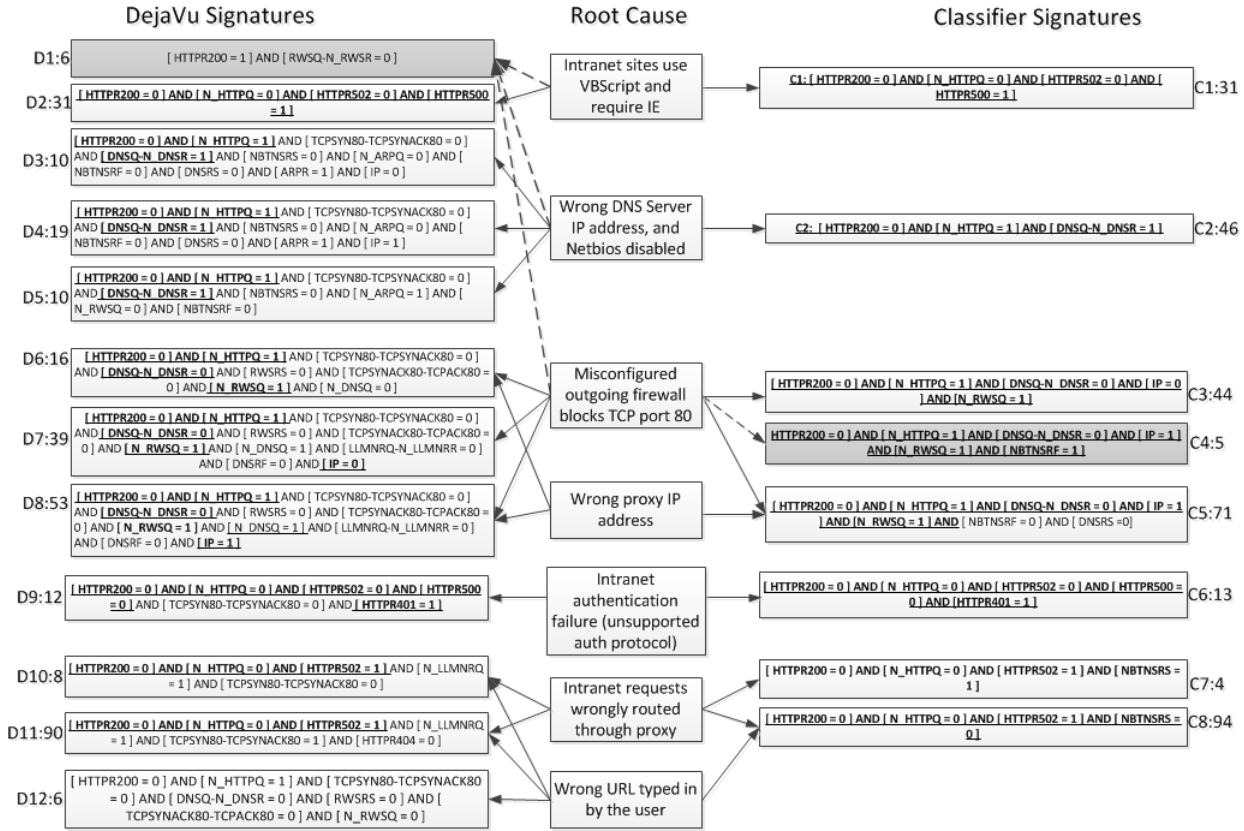 DejaVu Signatures
Root Cause
Classifier Signatures
D1:6
[ HTTPR200 = 1 ] AND [ RWSQ-N_RWSR = 0 ]
D2:31
[ HTTPR200 = 0 ] AND [ N_HTTPQ = 0 ] AND [ HTTPR502 = 0 ] AND [ HTTPR500
= 1 ]
D3:10
[ HTTPR200 = 0 ] AND [ N_HTTPQ = 1 ] AND [ TCPSYN80-TCPSYNACK80 = 0 ]
AND [ DNSQ-N_DNSR = 1 ] AND [ NBTNSRS = 0 ] AND [ N_ARPQ = 0 ] AND [
NBTNSRF = 0 ] AND [ DNSRS = 0 ] AND [ ARPR = 1 ] AND [ IP = 0 ]
D4:19
[ HTTPR200 = 0 ] AND [ N_HTTPQ = 1 ] AND [ TCPSYN80-TCPSYNACK80 = 0 ]
AND [ DNSQ-N_DNSR = 1 ] AND [ NBTNSRS = 0 ] AND [ N_ARPQ = 0 ] AND [
NBTNSRF = 0 ] AND [ DNSRS = 0 ] AND [ ARPR = 1 ] AND [ IP = 1 ]
D5:10
[ HTTPR200 = 0 ] AND [ N_HTTPQ = 1 ] AND [ TCPSYN80-TCPSYNACK80 = 0 ]
AND [ DNSQ-N_DNSR = 1 ] AND [ NBTNSRS = 0 ] AND [ N_ARPQ = 1 ] AND [
N_RWSQ = 0 ] AND [ NBTNSRF = 0 ]
D6:16
[ HTTPR200 = 0 ] AND [ N_HTTPQ = 1 ] AND [ TCPSYN80-TCPSYNACK80 = 0 ]
AND [ DNSQ-N_DNSR = 0 ] AND [ RWSRS = 0 ] AND [ TCPSYNACK80-TCPACK80 =
0 ] AND [ N_RWSQ = 1 ] AND [ N_DNSQ = 0 ]
D7:39
[ HTTPR200 = 0 ] AND [ N_HTTPQ = 1 ] AND [ TCPSYN80-TCPSYNACK80 = 0 ]
AND [ DNSQ-N_DNSR = 0 ] AND [ RWSRS = 0 ] AND [ TCPSYNACK80-TCPACK80 =
0 ] AND [ N_RWSQ = 1 ] AND [ N_DNSQ = 1 ] AND [ LLMNRQ-N_LLMNRR = 0 ]
AND [ DNSRF = 0 ] AND [ IP = 0 ]
D8:53
[ HTTPR200 = 0 ] AND [ N_HTTPQ = 1 ] AND [ TCPSYN80-TCPSYNACK80 = 0 ]
AND [ DNSQ-N_DNSR = 0 ] AND [ RWSRS = 0 ] AND [ TCPSYNACK80-TCPACK80 =
0 ] AND [ N_RWSQ = 1 ] AND [ N_DNSQ = 1 ] AND [ LLMNRQ-N_LLMNRR = 0 ]
AND [ DNSRF = 0 ] AND [ IP = 1 ]
D9:12
[ HTTPR200 = 0 ] AND [ N_HTTPQ = 0 ] AND [ HTTPR502 = 0 ] AND [ HTTPR500
= 0 ] AND [ TCPSYN80-TCPSYNACK80 = 0 ] AND [ HTTPR401 = 1 ]
D10:8
[ HTTPR200 = 0 ] AND [ N_HTTPQ = 0 ] AND [ HTTPR502 = 1 ] AND [ N_LLMNRQ
= 1 ] AND [ TCPSYN80-TCPSYNACK80 = 0 ]
D11:90
[ HTTPR200 = 0 ] AND [ N_HTTPQ = 0 ] AND [ HTTPR502 = 1 ] AND [ N_LLMNRQ
= 1 ] AND [ TCPSYN80-TCPSYNACK80 = 1 ] AND [ HTTPR404 = 0 ]
D12:6
[ HTTPR200 = 0 ] AND [ N_HTTPQ = 1 ] AND [ TCPSYN80-TCPSYNACK80
= 0 ] AND [ DNSQ-N_DNSR = 0 ] AND [ RWSRS = 0 ] AND [
TCPSYNACK80-TCPACK80 = 0 ] AND [ N_RWSQ = 0 ]
Intranet sites use
VBScript and
require IE
Wrong DNS Server
IP address, and
Netbios disabled
Misconfigured
outgoing firewall
blocks TCP port 80
Wrong proxy IP
address
Intranet
authentication
failure (unsupported
auth protocol)
Intranet requests
wrongly routed
through proxy
Wrong URL typed in
by the user
C1: [ HTTPR200 = 0 ] AND [ N_HTTPQ = 0 ] AND [ HTTPR502 = 0 ] AND [
HTTPR500 = 1 ]
C1:31
C2: [ HTTPR200 = 0 ] AND [ N_HTTPQ = 1 ] AND [ DNSQ-N_DNSR = 1 ]
C2:46
[ HTTPR200 = 0 ] AND [ N_HTTPQ = 1 ] AND [ DNSQ-N_DNSR = 0 ] AND [ IP = 0
] AND [N_RWSQ = 1 ]
C3:44
HTTPR200 = 0 ] AND [ N_HTTPQ = 1 ] AND [ DNSQ-N_DNSR = 0 ] AND [ IP = 1 ]
AND [N_RWSQ = 1 ] AND [ NBTNSRF = 1 ]
C4:5
[ HTTPR200 = 0 ] AND [ N_HTTPQ = 1 ] AND [ DNSQ-N_DNSR = 0 ] AND [ IP = 1
] AND [N_RWSQ = 1 ] AND [ NBTNSRF = 0 ] AND [ DNSRS =0]
C5:71
[ HTTPR200 = 0 ] AND [ N_HTTPQ = 0 ] AND [ HTTPR502 = 0 ] AND [ HTTPR500 =
0 ] AND [HTTPR401 = 1 ]
C6:13
[ HTTPR200 = 0 ] AND [ N_HTTPQ = 0 ] AND [ HTTPR502 = 1 ] AND [ NBTNSRS =
1 ]
C7:4
[ HTTPR200 = 0 ] AND [ N_HTTPQ = 0 ] AND [ HTTPR502 = 1 ] AND [ NBTNSRS =
0 ]
C8:94